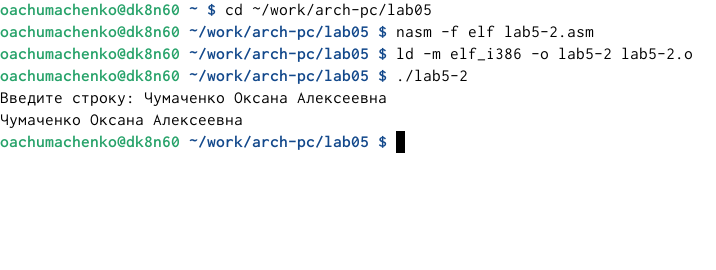 oachumachenko@dk8n60 ~ $ cd ~/work/arch-pc/lab05
oachumachenko@dk8n60 ~/work/arch-pc/lab05 $ nasm -f elf lab5-2.asm
oachumachenko@dk8n60 ~/work/arch-pc/lab05 $ ld -m elf_i386 -o lab5-2 lab5-2.o
oachumachenko@dk8n60 ~/work/arch-pc/lab05 $ ./lab5-2
Введите строку: Чумаченко Оксана Алексеевна
Чумаченко Оксана Алексеевна
oachumachenko@dk8n60 ~/work/arch-pc/lab05 $